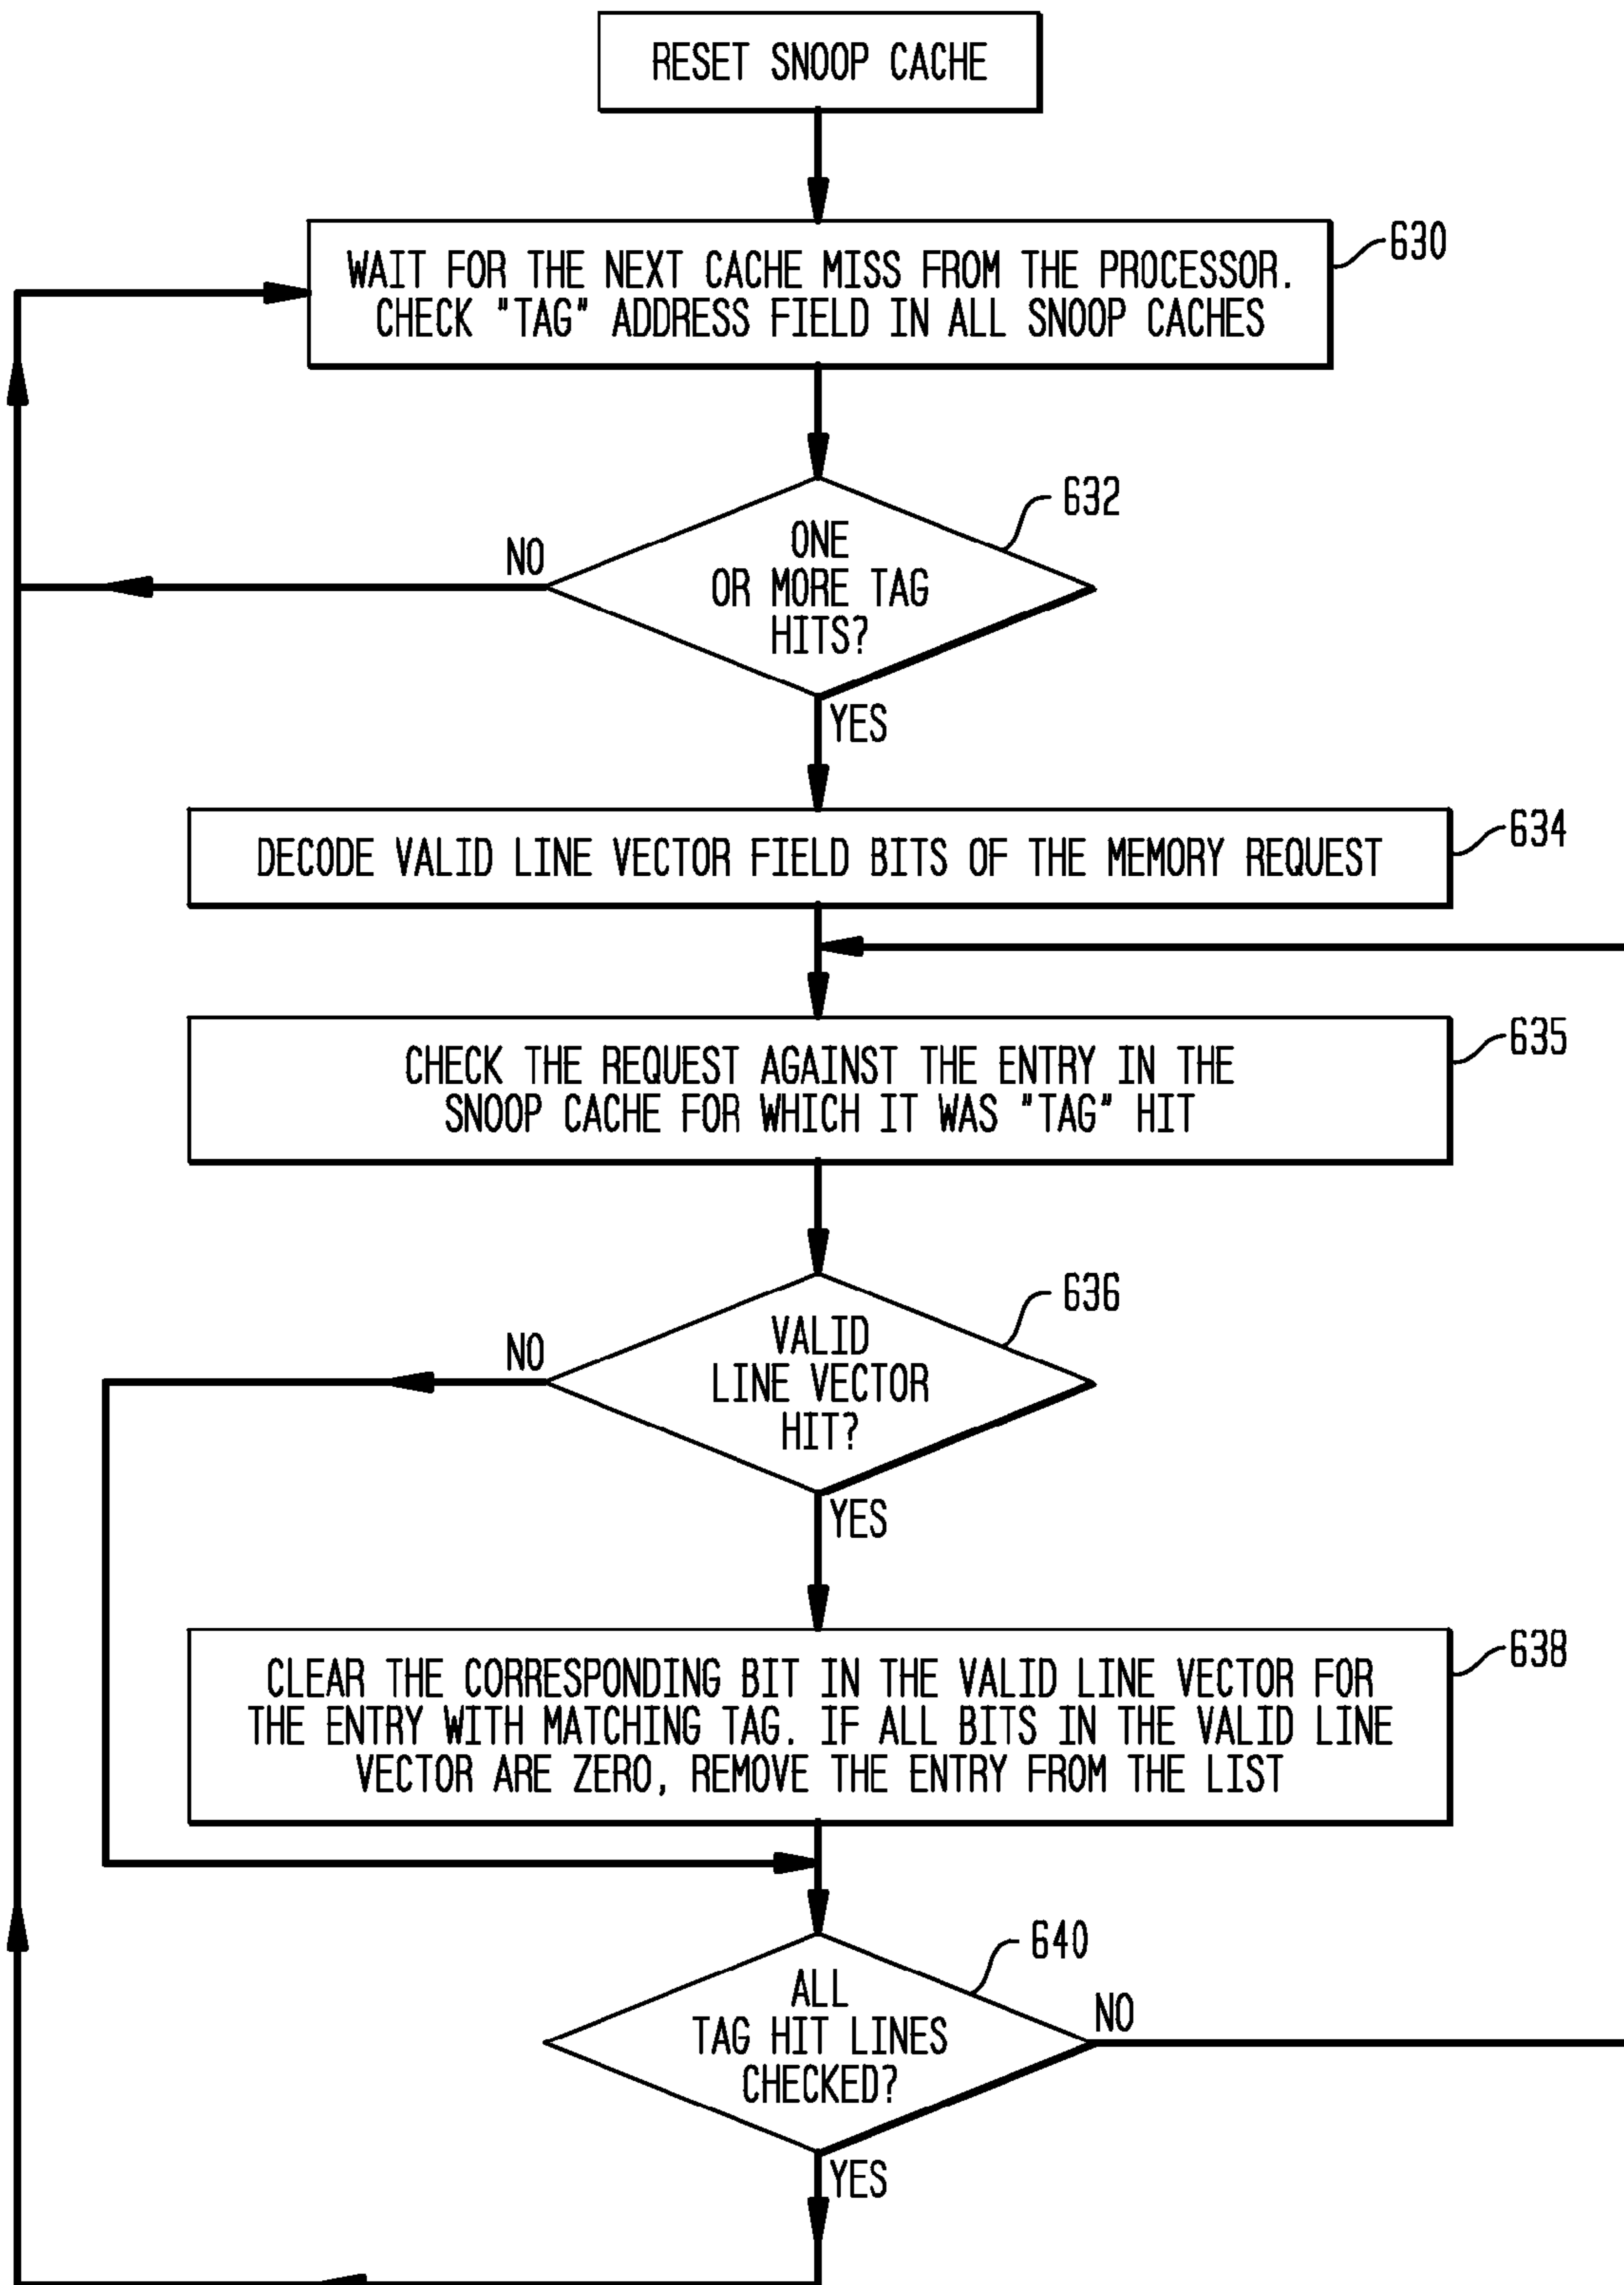 RESET SNOOP CACHE
WAIT FOR THE NEXT CACHE MISS FROM THE PROCESSOR.
CHECK "TAG" ADDRESS FIELD IN ALL SNOOP CACHES
630
ONE
OR MORE TAG
HITS?
632
NO
YES
DECODE VALID LINE VECTOR FIELD BITS OF THE MEMORY REQUEST
634
CHECK THE REQUEST AGAINST THE ENTRY IN THE
SNOOP CACHE FOR WHICH IT WAS "TAG" HIT
635
VALID
LINE VECTOR
HIT?
636
NO
YES
CLEAR THE CORRESPONDING BIT IN THE VALID LINE VECTOR FOR
THE ENTRY WITH MATCHING TAG. IF ALL BITS IN THE VALID LINE
VECTOR ARE ZERO, REMOVE THE ENTRY FROM THE LIST
638
ALL
TAG HIT LINES
CHECKED?
640
NO
YES